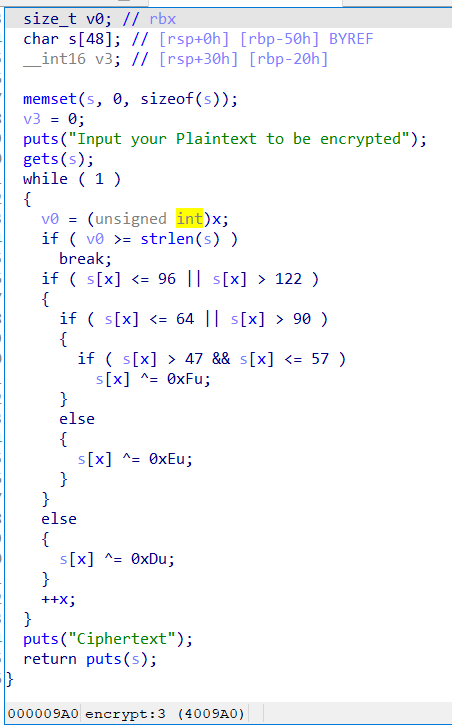 size_t v0; // rbx
char s[48]; // [rsp+0h] [rbp-50h] BYREF
__int16 v3; // [rsp+30h] [rbp-20h]
memset(s, 0, sizeof(s));
v3 = 0;
puts("Input your Plaintext to be encrypted");
gets(s);
while ( 1 )
{
v0 = (unsigned int)x;
if ( v0 >= strlen(s) )
break;
if ( s[x] <= 96 || s[x] > 122 )
{
if ( s[x] <= 64 || s[x] > 90 )
{
if ( s[x] > 47 && s[x] <= 57 )
s[x] ^= 0xFu;
}
else
{
s[x] ^= 0xEu;
}
}
else
{
s[x] ^= 0xDu;
}
++x;
}
puts("Ciphertext");
return puts(s);
}
000009A0 encrypt:3 (4009A0)